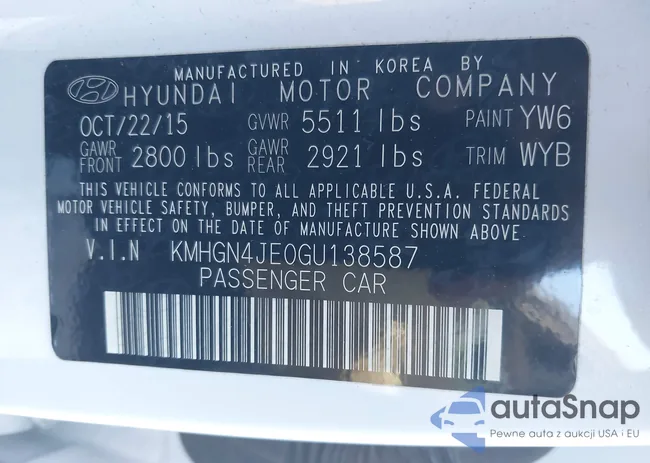 MANUFACTURED IN KOREA BY
HYUNDAI MOTOR COMPANY
OCT/22/15 GVWR 5511 lbs PAINT YW6
GAWR FRONT 2800 lbs GAWR REAR 2921 lbs TRIM WYB
THIS VEHICLE CONFORMS TO ALL APPLICABLE U.S.A. FEDERAL
MOTOR VEHICLE SAFETY, BUMPER, AND THEFT PREVENTION STANDARDS
IN EFFECT ON THE DATE OF MANUFACTURE SHOWN ABOVE.
V.I.N KMHGN4JE0GU138587
PASSENGER CAR
autaSnap
Pewne auta z aukcji USA i EU